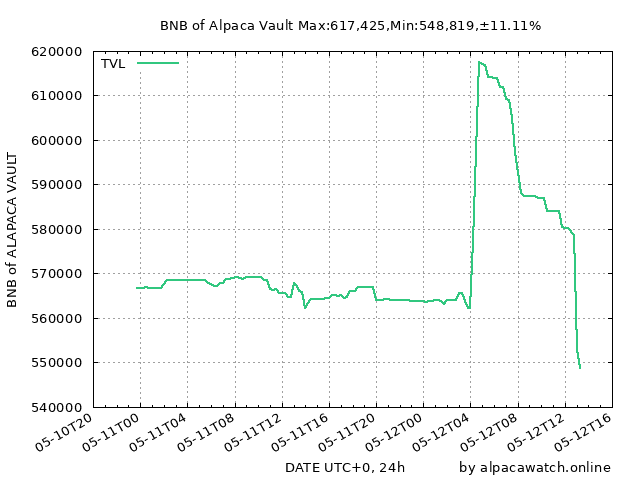 BNB of Alpaca Vault Max:617,425,Min:548,819,±11.11%
TVL
620000
610000
600000
590000
580000
570000
560000
550000
540000
BNB of ALAPACA VAULT
05-10T20
05-11T00
05-11T04
05-11T08
05-11T12
05-11T16
05-11T20
05-12T00
05-12T04
05-12T08
05-12T12
05-12T16
DATE UTC+0, 24h
by alpacawatch.online